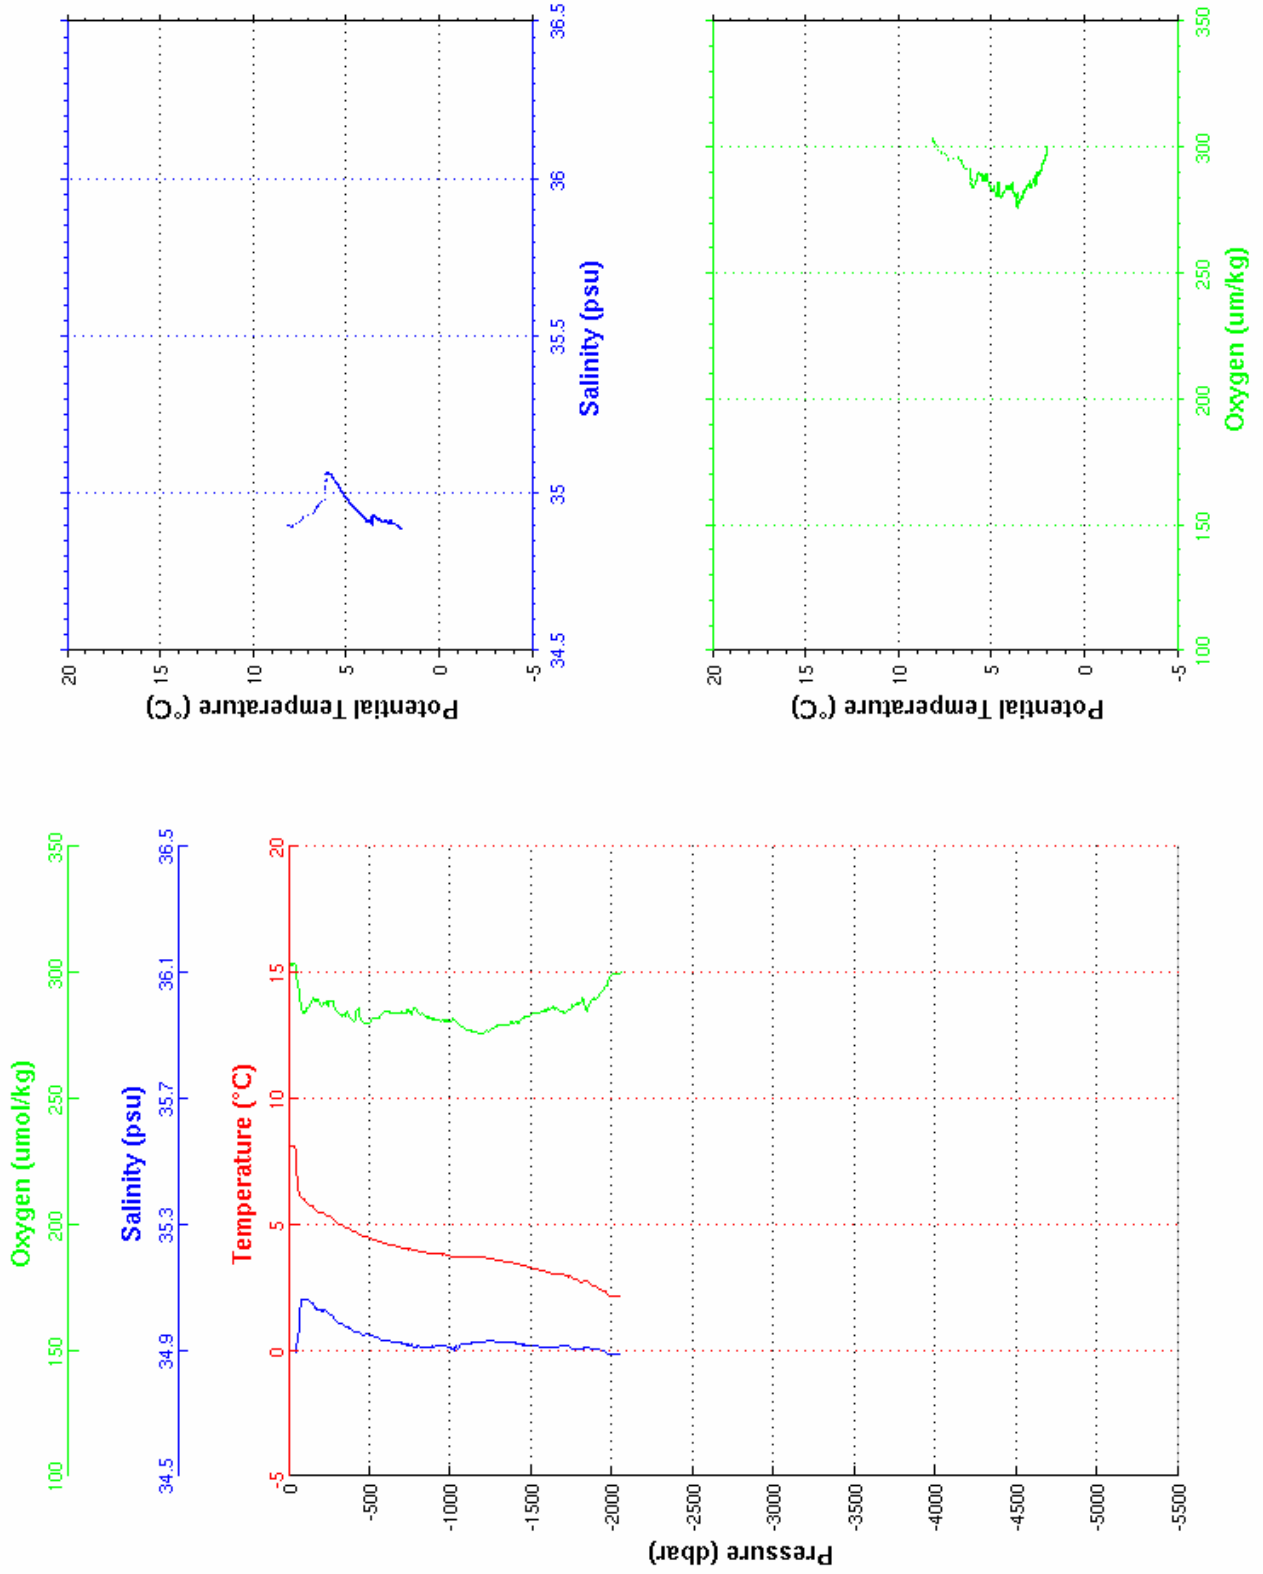 Oxygen (umol/kg)
100 150 200 250 300 350
Salinity (psu)
34.5 34.9 35.3 35.7 36.1 36.5
Temperature (°C)
-5 0 5 10 15 20
Pressure (dbar)
0
-500
-1000
-1500
-2000
-2500
-3000
-3500
-4000
-4500
-5000
-5500
Potential Temperature (°C)
20
15
10
5
0
-5
34.5 35 35.5 36 36.5
Salinity (psu)
Potential Temperature (°C)
20
15
10
5
0
-5
100 150 200 250 300 350
Oxygen (um/kg)